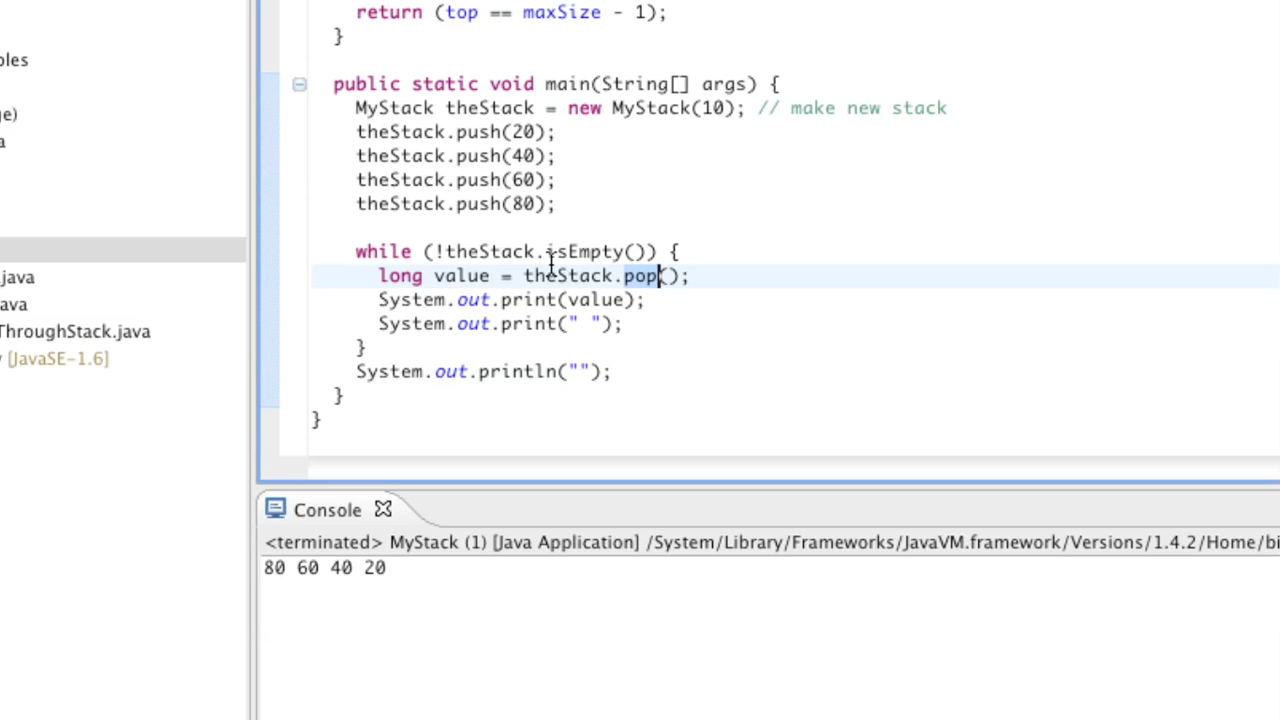 return (top == maxSize - 1);
}
public static void main(String[] args) {
MyStack theStack = new MyStack(10); // make new stack
theStack.push(20);
theStack.push(40);
theStack.push(60);
theStack.push(80);
while (!theStack.isEmpty()) {
long value = theStack.pop();
System.out.print(value);
System.out.print(" ");
}
System.out.println("");
}
}
oles
ge)
a
.java
ava
ThroughStack.java
[JavaSE-1.6]
Console
<terminated> MyStack (1) [Java Application] /System/Library/Frameworks/JavaVM.framework/Versions/1.4.2/Home/bi
80 60 40 20